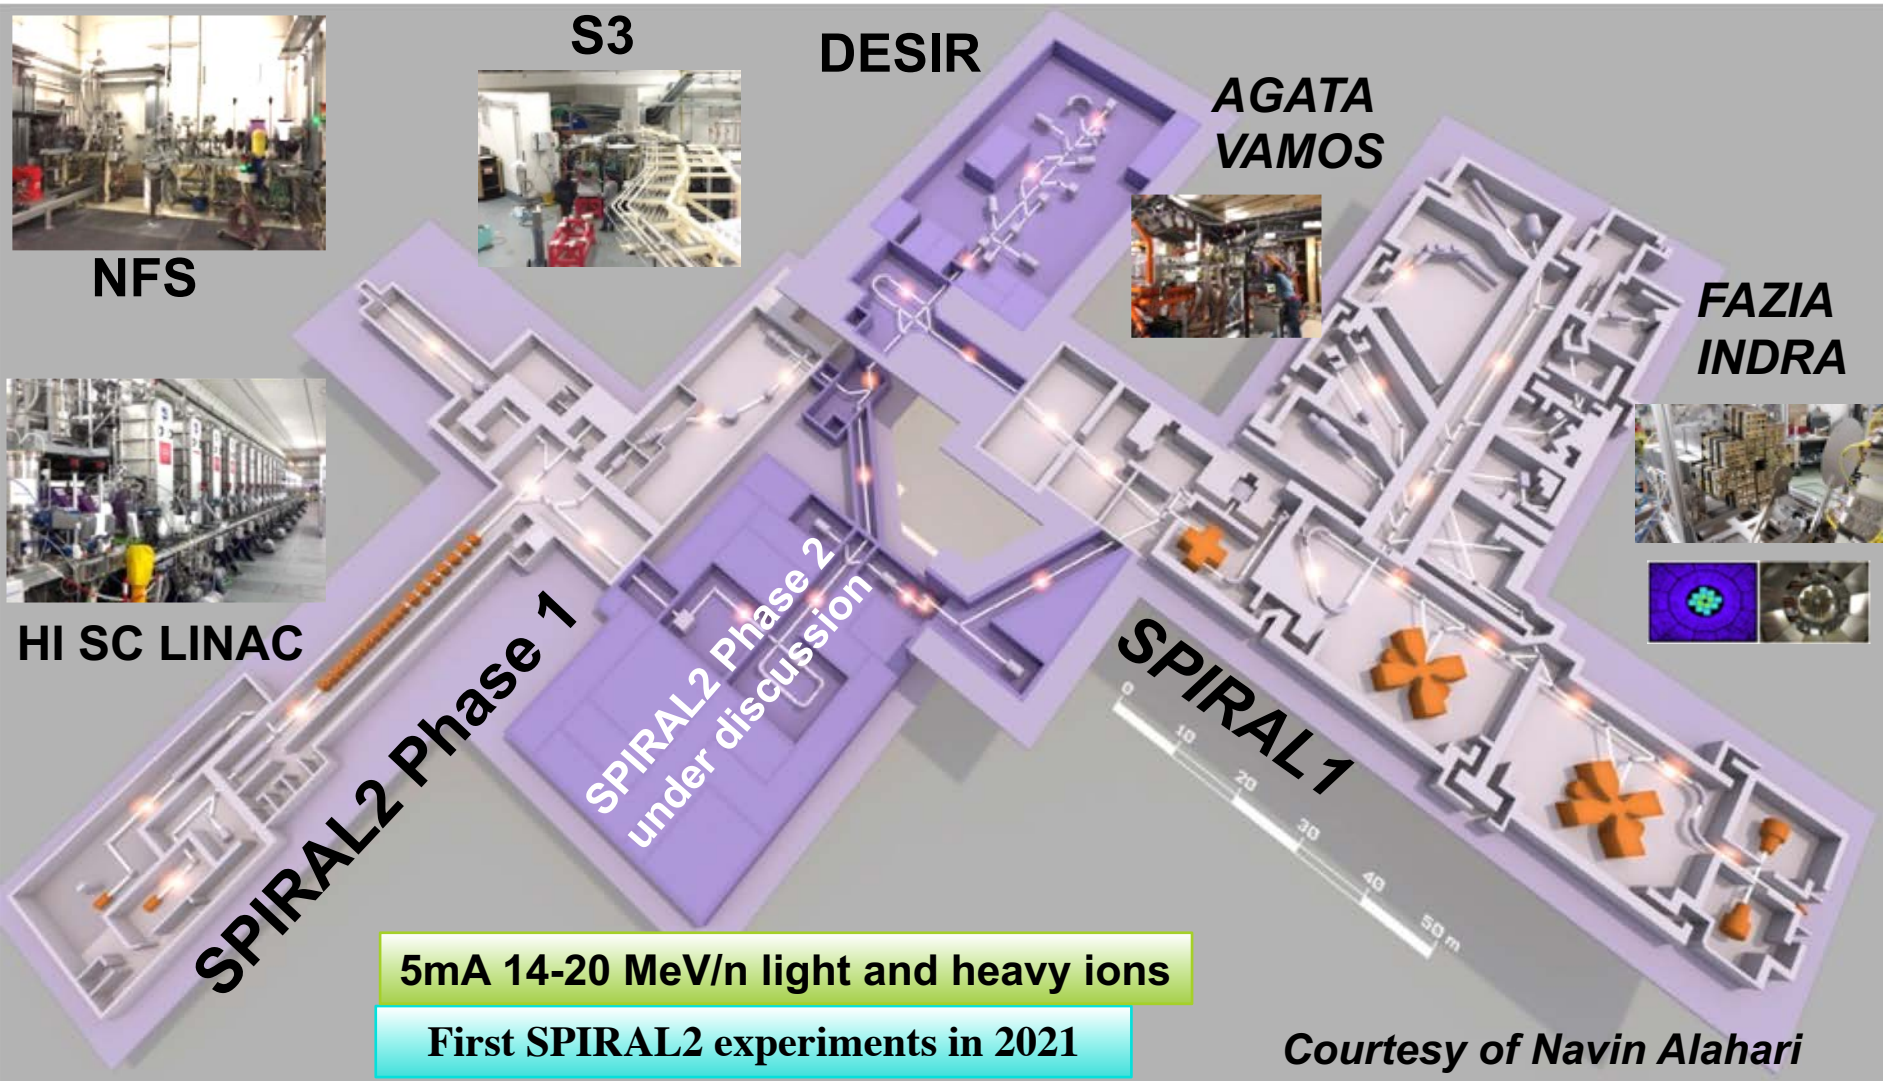 S3
DESIR
AGATA
VAMOS
NFS
FAZIA
INDRA
HI SC LINAC
SPIRAL2 Phase 1
SPIRAL2 Phase 2
under discussion
SPIRAL1
0
10
20
30
40
50 m
5mA 14-20 MeV/n light and heavy ions
First SPIRAL2 experiments in 2021
Courtesy of Navin Alahari